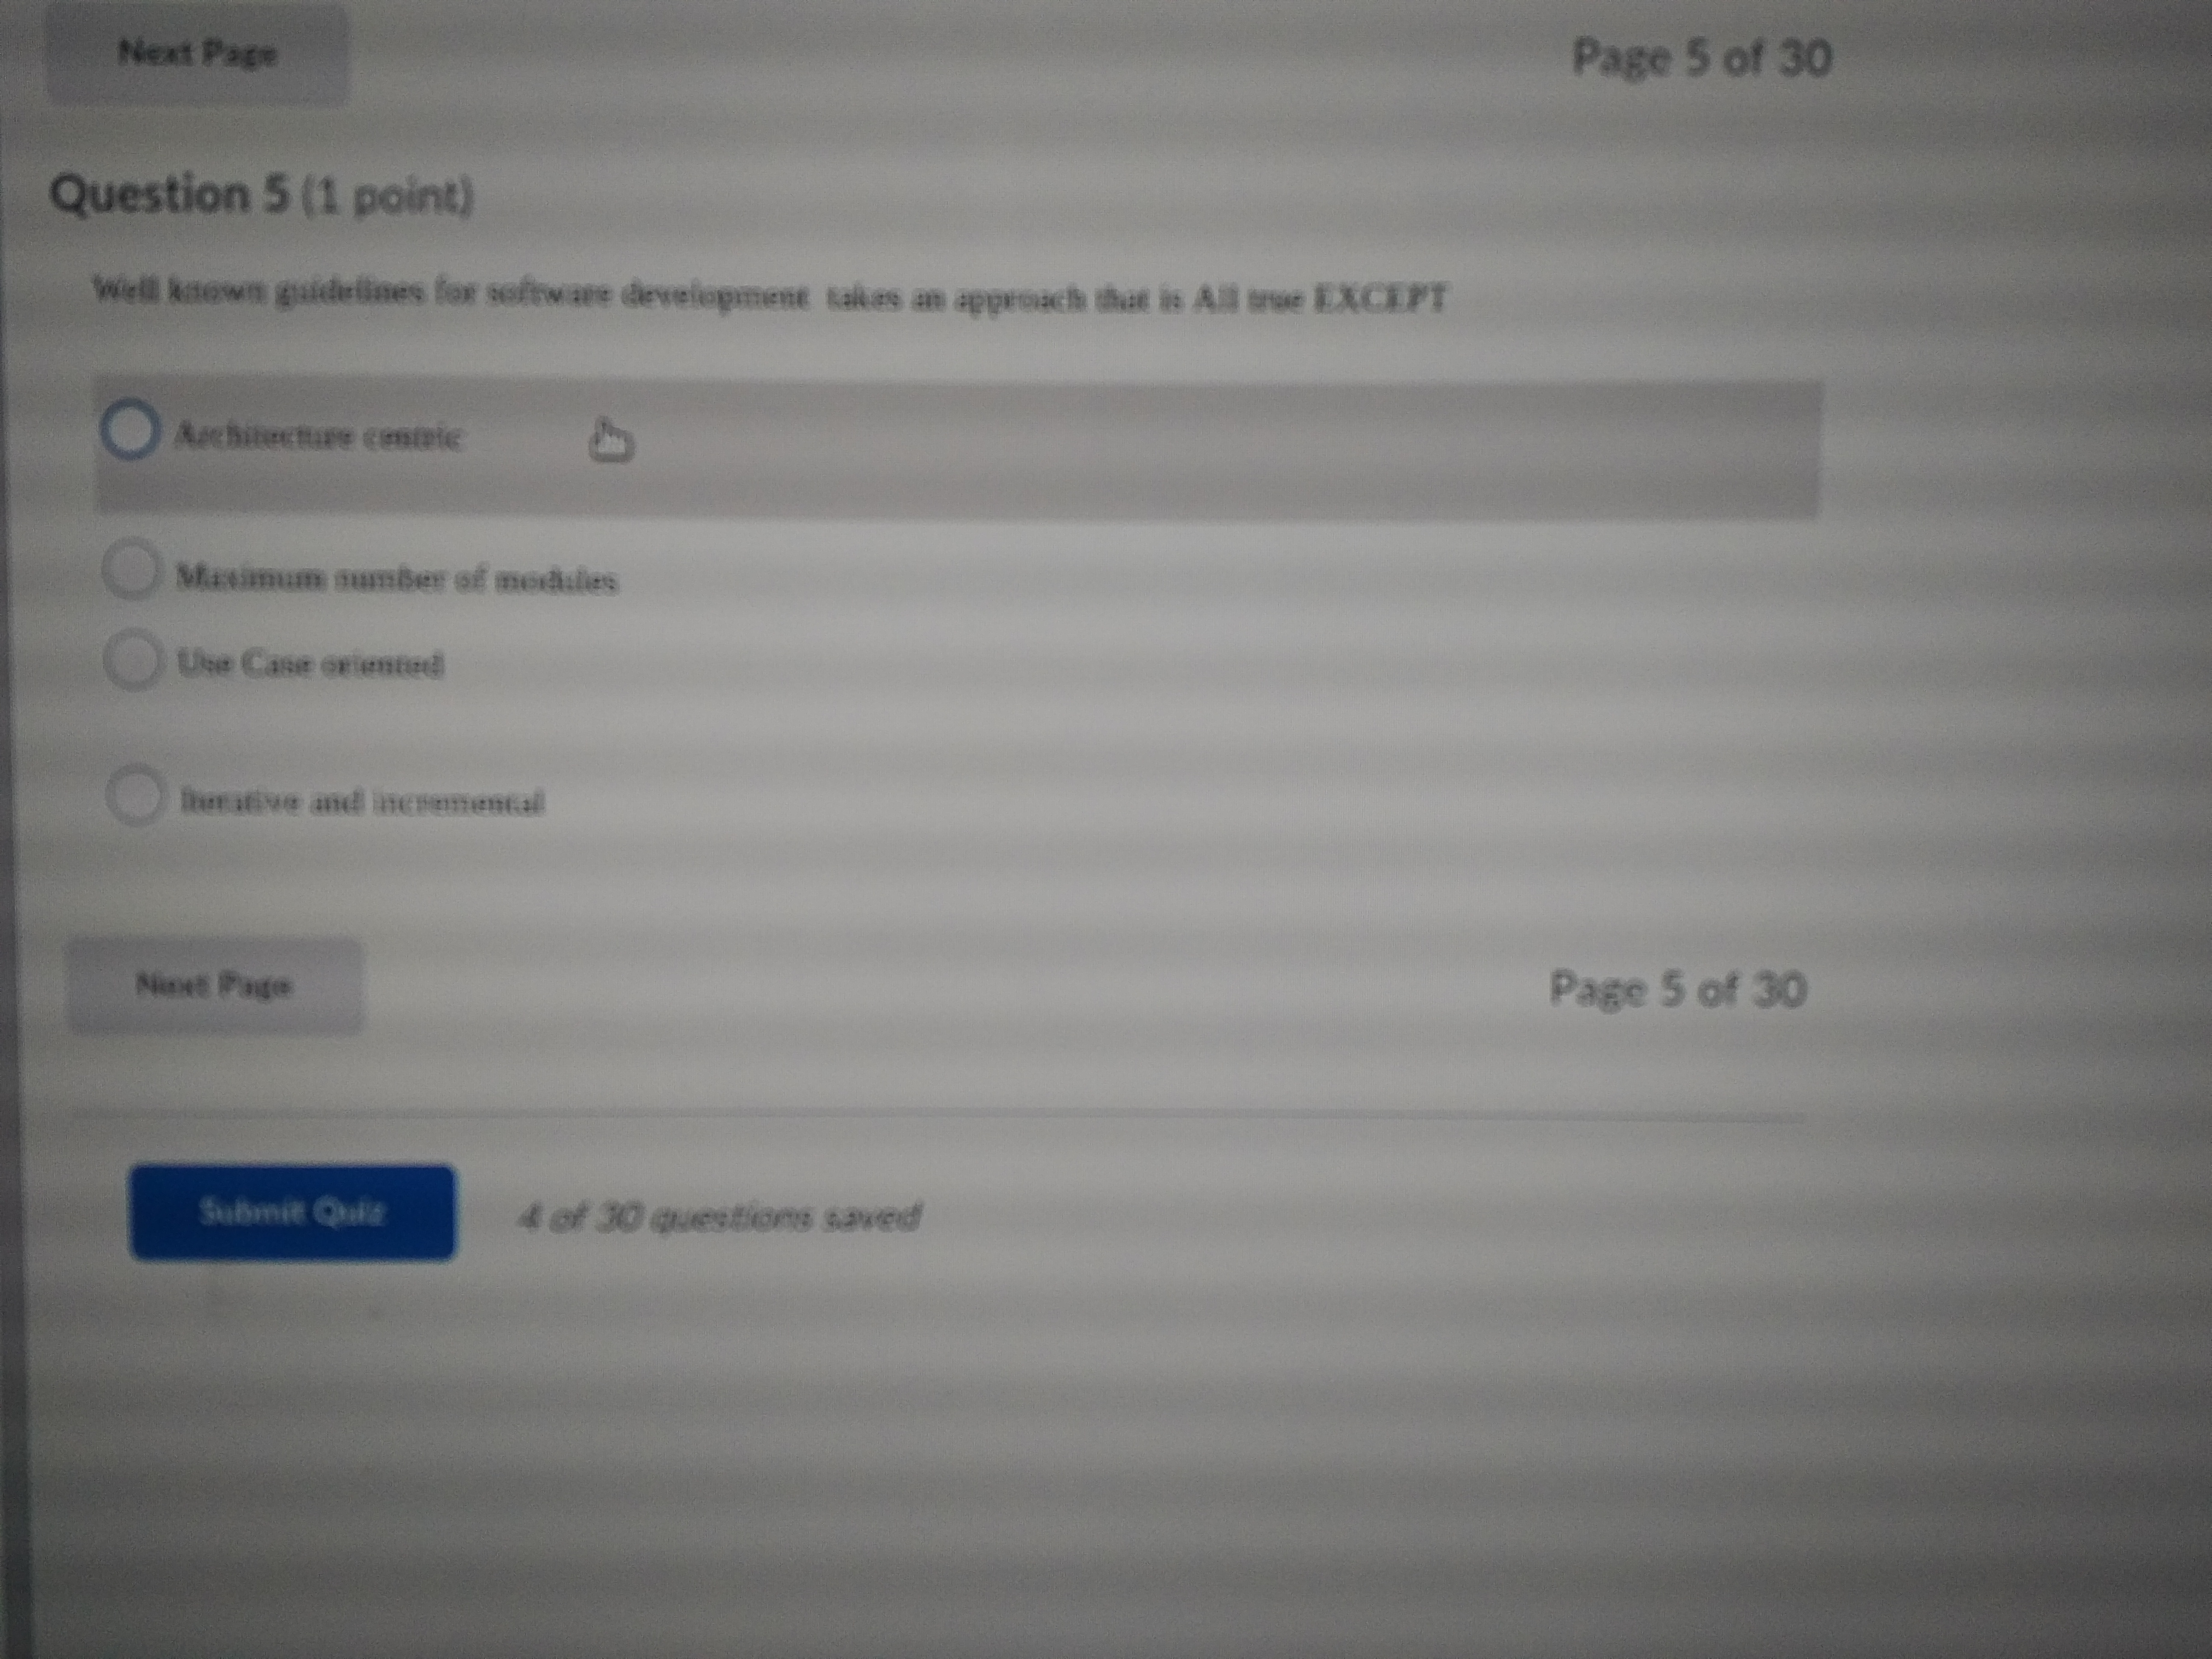 Next Page
Page 5 of 30
Question 5 (1 point)
Well known guidelines for software development takes an approach that is All true EXCEPT
Architecture centric
Maximum number of modules
Use Case oriented
Iterative and incremental
Next Page
Page 5 of 30
Submit Quiz
4 of 30 questions saved